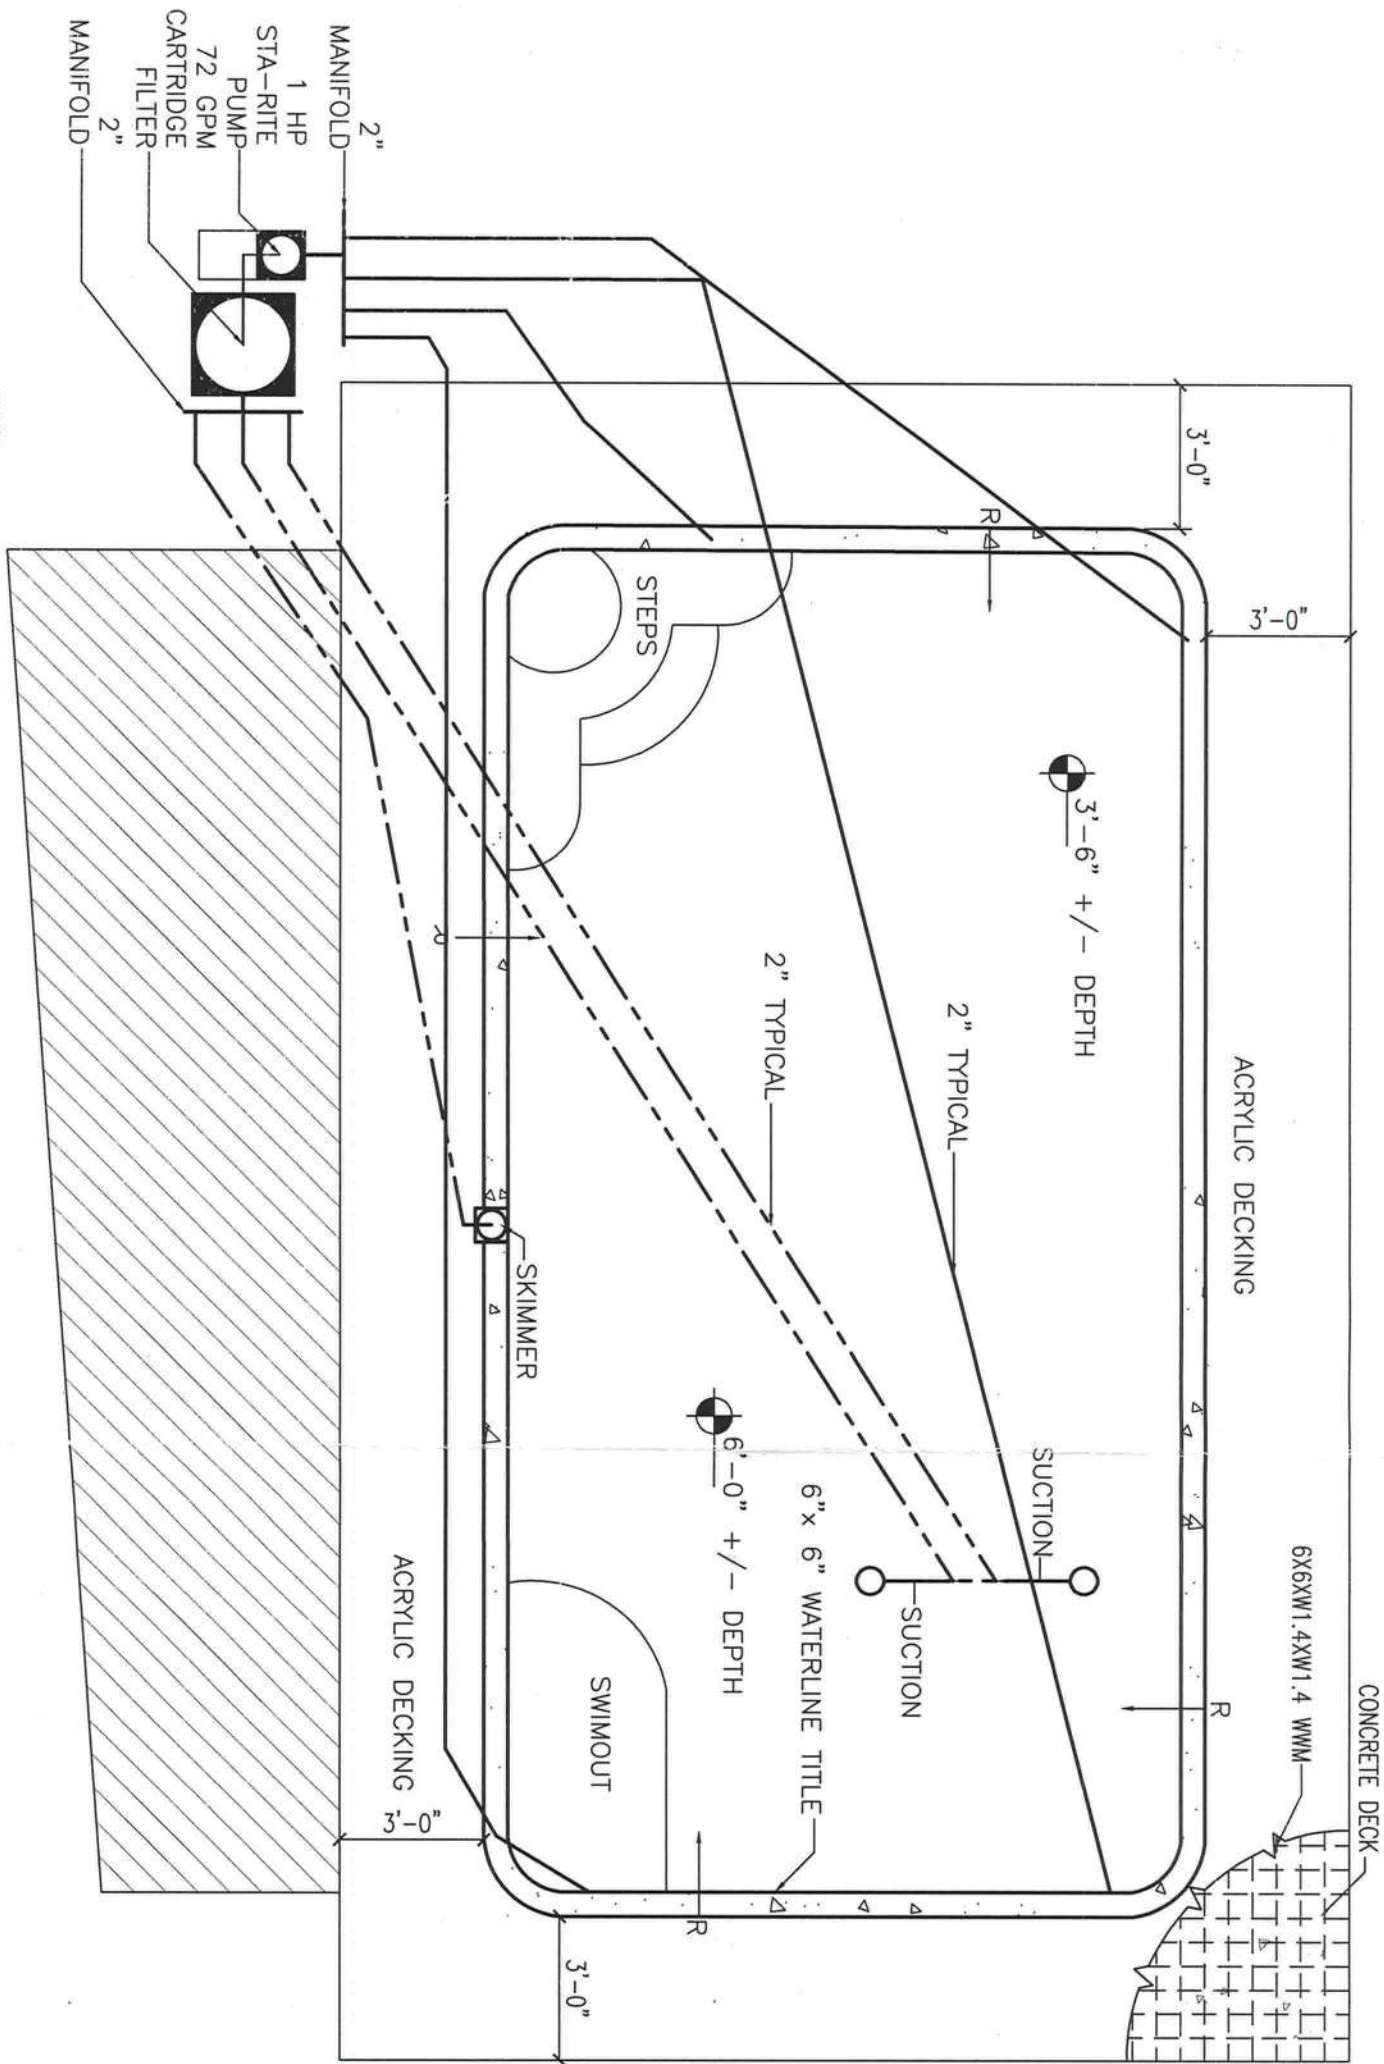 CONCRETE DECK
6X6XW1.4XW1.4 WWM
3'-0"
ACRYLIC DECKING
R
3'-0"
3'-6" +/- DEPTH
SUCTION
R
2" TYPICAL
SUCTION
6"x 6" WATERLINE TITLE
2" TYPICAL
6'-0" +/- DEPTH
R
STEPS
SWIMOUT
3'-0"
SKIMMER
R
3'-0"
ACRYLIC DECKING
2"
MANIFOLD
1 HP
STA-RITE
PUMP
72 GPM
CARTRIDGE
FILTER
2"
MANIFOLD